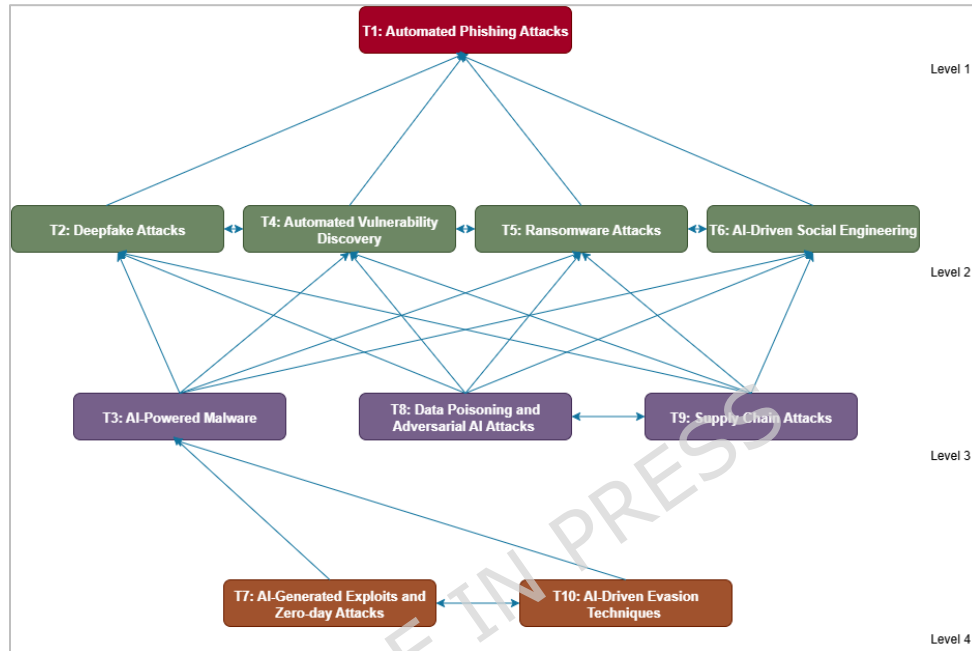 T1: Automated Phishing Attacks
Level 1
T2: Deepfake Attacks
T4: Automated Vulnerability
Discovery
T5: Ransomware Attacks
T6: AI-Driven Social Engineering
Level 2
T3: AI-Powered Malware
T8: Data Poisoning and
Adversarial AI Attacks
T9: Supply Chain Attacks
Level 3
T7: AI-Generated Exploits and
Zero-day Attacks
T10: AI-Driven Evasion
Techniques
Level 4
E IN PRESS